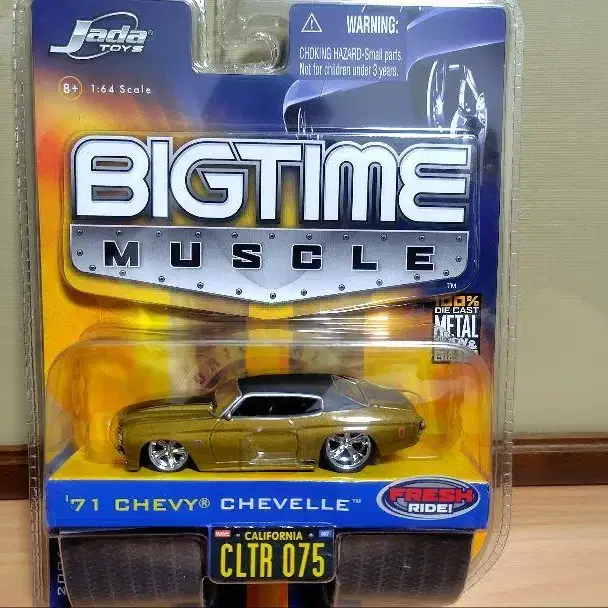 Jada
TOYS
8+ 1:64 Scale
WARNING:
CHOKING HAZARD-Small parts.
Not for children under 3 years.
BIGTIME
MUSCLE™
100%
DIE CAST
METAL
'71 CHEVY® CHEVELLE™
FRESH
RIDE!
CALIFORNIA
CLTR 075